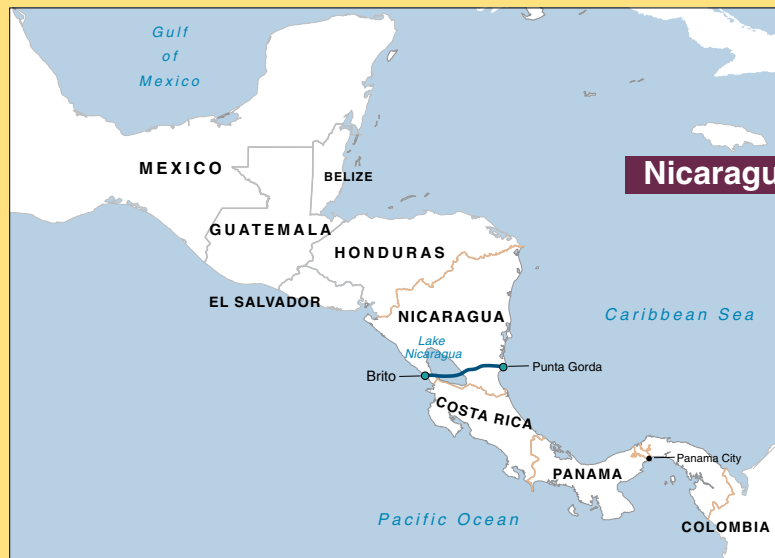 Gulf
of
Mexico
MEXICO
BELIZE
Nicaragu
GUATEMALA
HONDURAS
EL SALVADOR
NICARAGUA
Caribbean Sea
Lake
Nicaragua
Brito
Punta Gorda
COSTA RICA
Panama City
PANAMA
Pacific Ocean
COLOMBIA